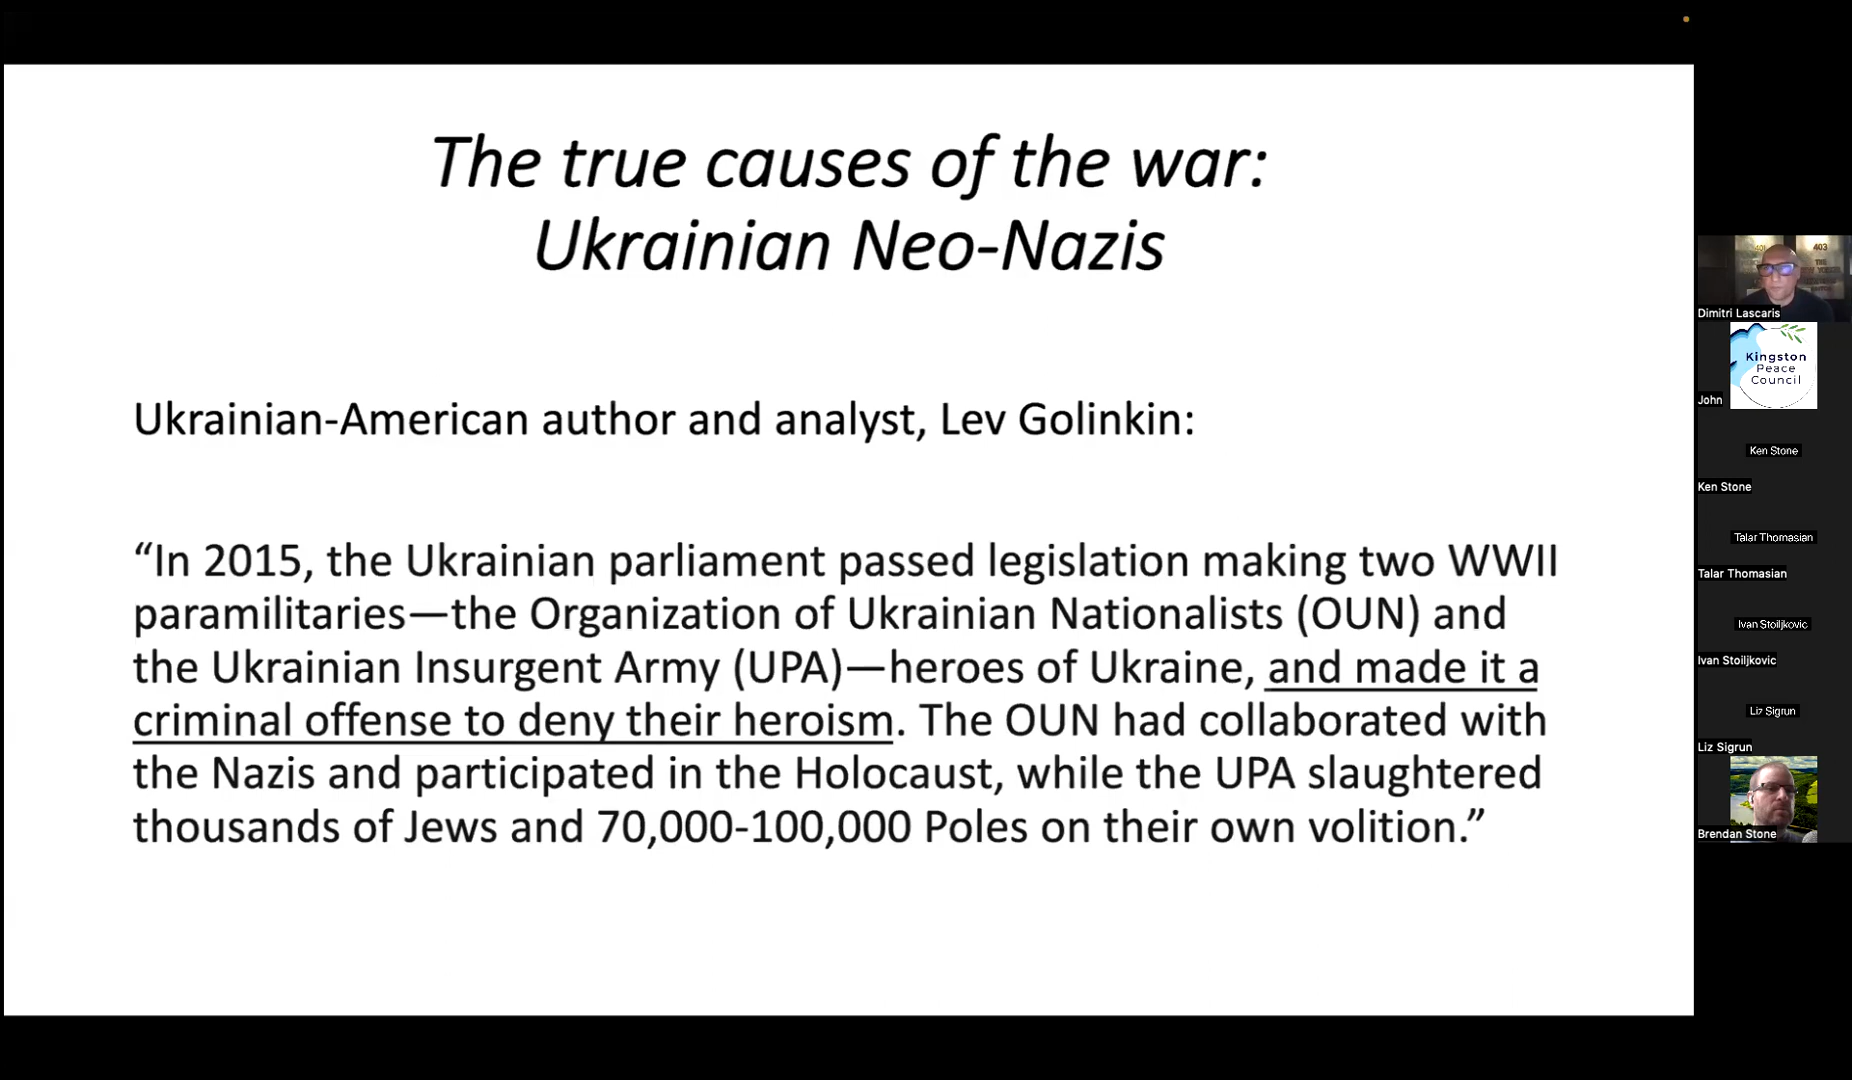 The true causes of the war:
Ukrainian Neo-Nazis
Ukrainian-American author and analyst, Lev Golinkin:
“In 2015, the Ukrainian parliament passed legislation making two WWII
paramilitaries—the Organization of Ukrainian Nationalists (OUN) and
the Ukrainian Insurgent Army (UPA)—heroes of Ukraine, and made it a
criminal offense to deny their heroism. The OUN had collaborated with
the Nazis and participated in the Holocaust, while the UPA slaughtered
thousands of Jews and 70,000-100,000 Poles on their own volition.”
403
Dimitri Lascaris
Kingston
Peace
Council
John
Ken Stone
Ken Stone
Talar Thomasian
Talar Thomasian
Ivan Stoiljkovic
Ivan Stoiljkovic
Liz Sigrun
Liz Sigrun
Brendan Stone